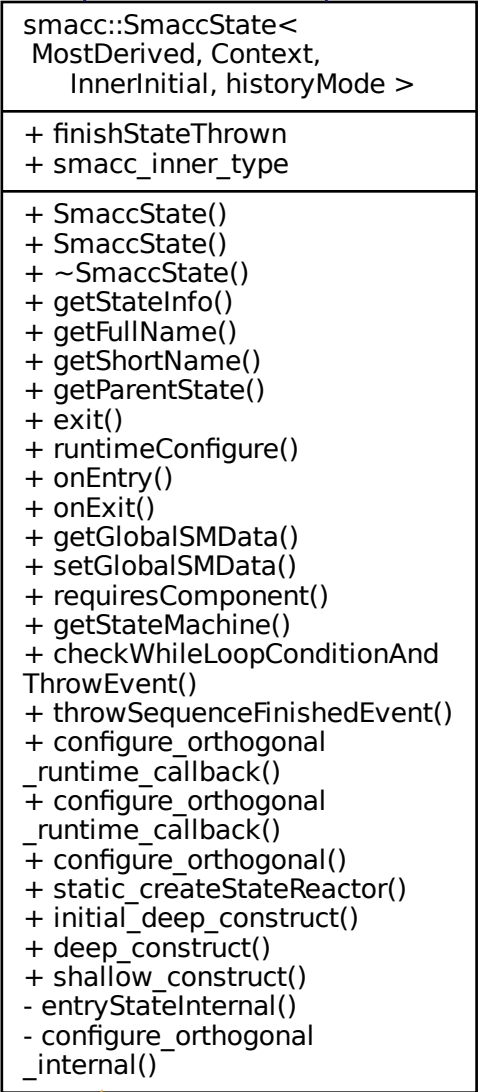 smacc::SmaccState<
MostDerived, Context,
InnerInitial, historyMode >
+ finishStateThrown
+ smacc_inner_type
+ SmaccState()
+ SmaccState()
+ ~SmaccState()
+ getStateInfo()
+ getFullName()
+ getShortName()
+ getParentState()
+ exit()
+ runtimeConfigure()
+ onEntry()
+ onExit()
+ getGlobalSMData()
+ setGlobalSMData()
+ requiresComponent()
+ getStateMachine()
+ checkWhileLoopConditionAnd
ThrowEvent()
+ throwSequenceFinishedEvent()
+ configure_orthogonal
_runtime_callback()
+ configure_orthogonal
_runtime_callback()
+ configure_orthogonal()
+ static_createStateReactor()
+ initial_deep_construct()
+ deep_construct()
+ shallow_construct()
- entryStateInternal()
- configure_orthogonal
_internal()